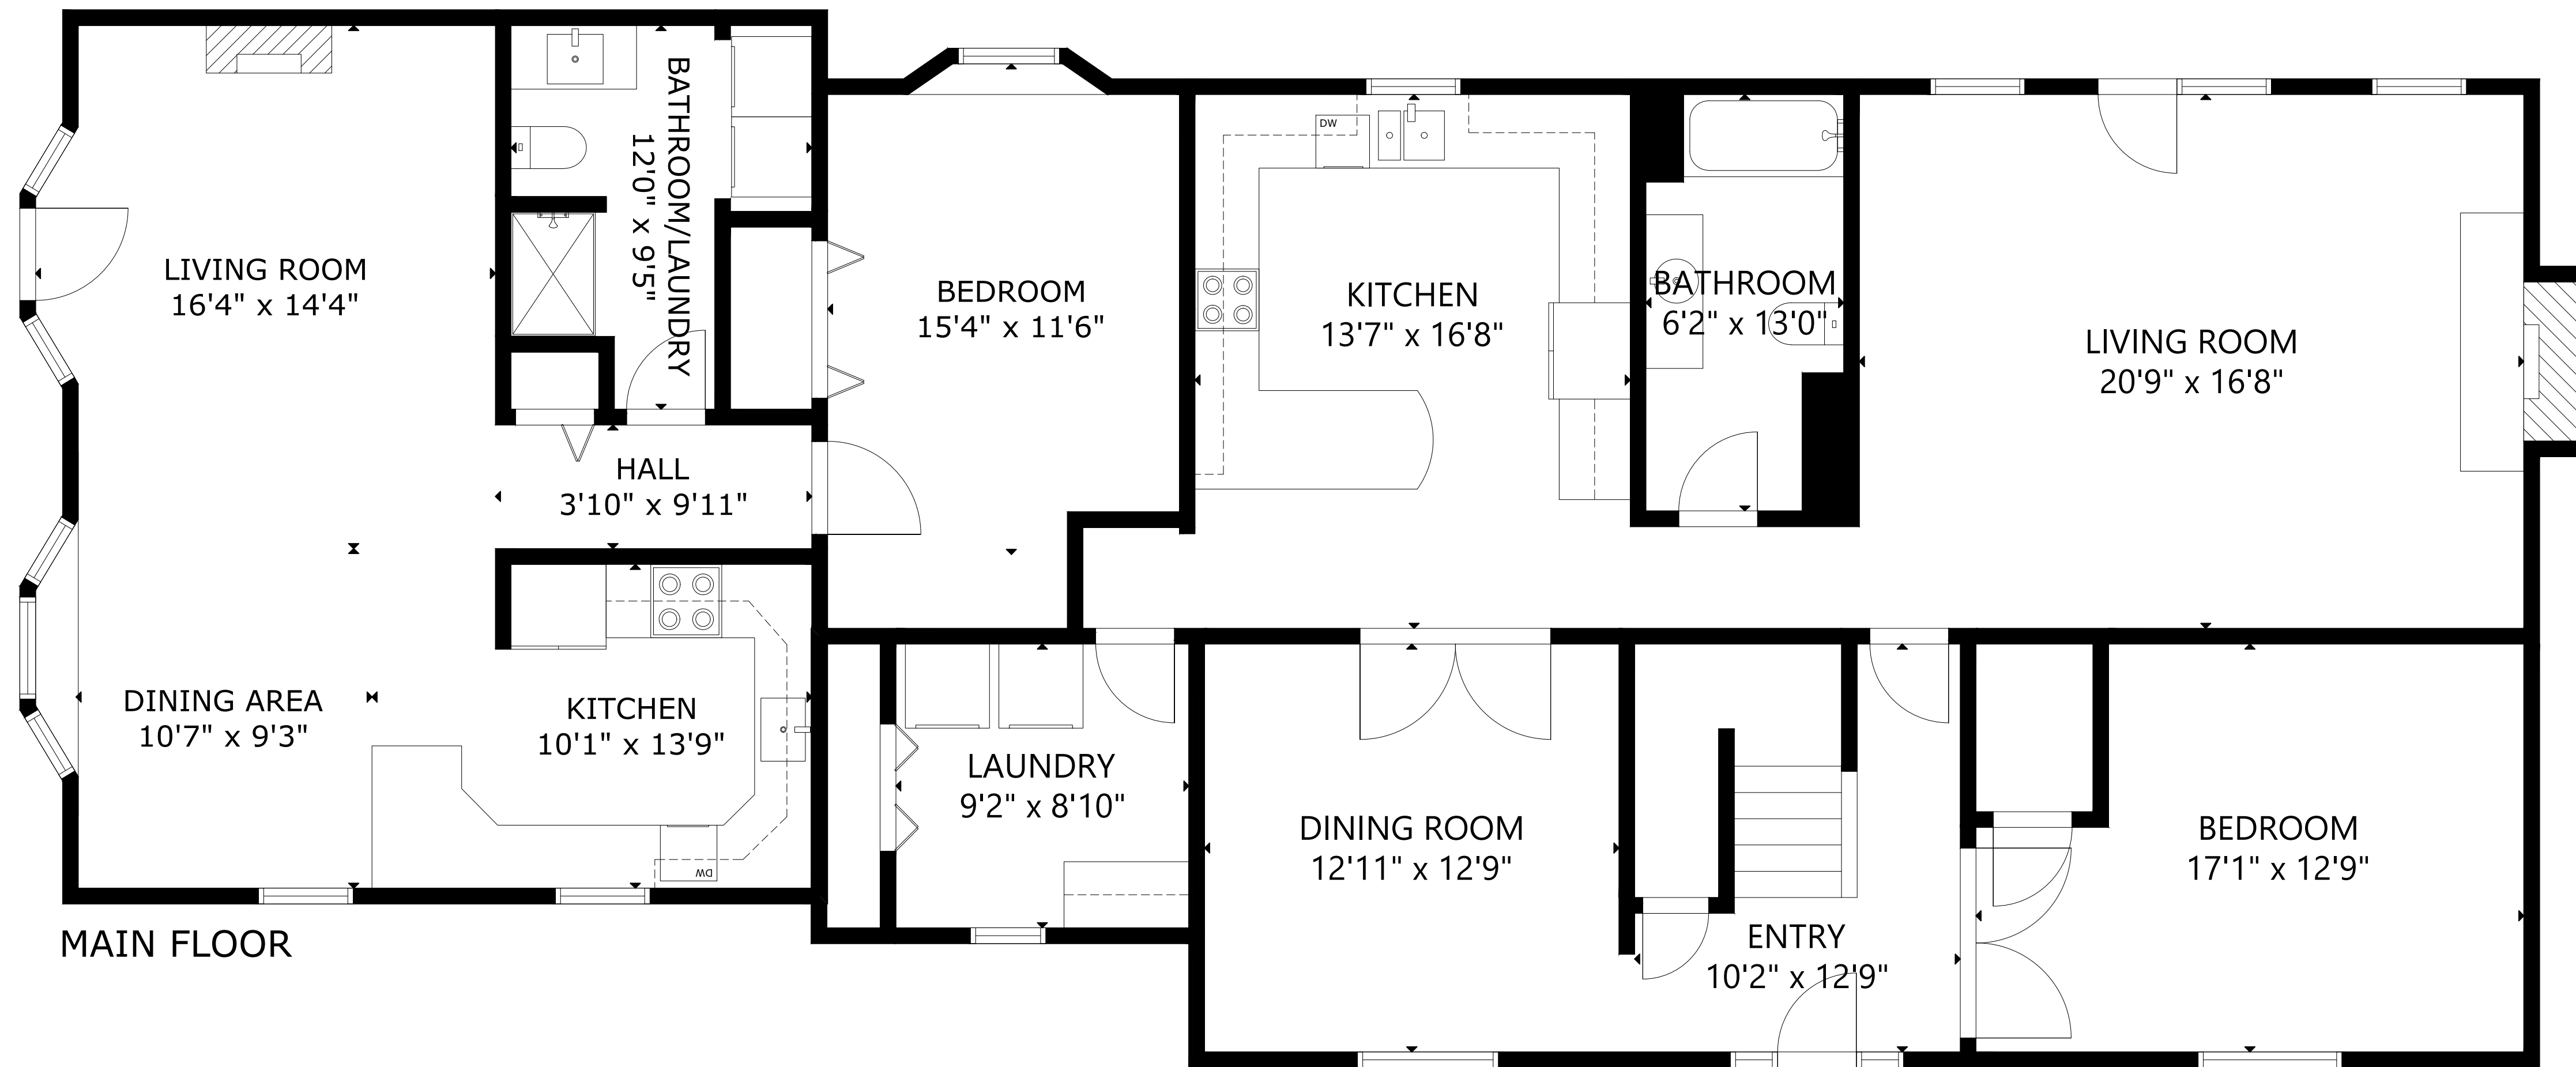 BATHROOM/LAUNDRY
12'0" x 9'5"
LIVING ROOM
16'4" x 14'4"
BEDROOM
15'4" x 11'6"
DW
KITCHEN
13'7" x 16'8"
BATHROOM
6'2" x 13'0"
LIVING ROOM
20'9" x 16'8"
HALL
3'10" x 9'11"
DINING AREA
10'7" x 9'3"
KITCHEN
10'1" x 13'9"
DW
LAUNDRY
9'2" x 8'10"
DINING ROOM
12'11" x 12'9"
ENTRY
10'2" x 12'9"
BEDROOM
17'1" x 12'9"
MAIN FLOOR